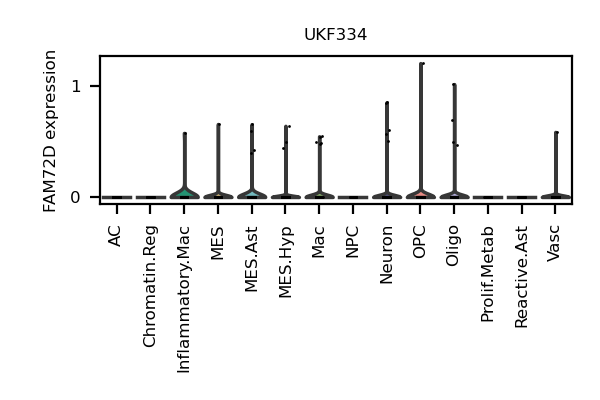 UKF334
FAM72D expression
1
0
AC
Chromatin.Reg
Inflammatory.Mac
MES
MES.Ast
MES.Hyp
Mac
NPC
Neuron
OPC
Oligo
Prolif.Metab
Reactive.Ast
Vasc